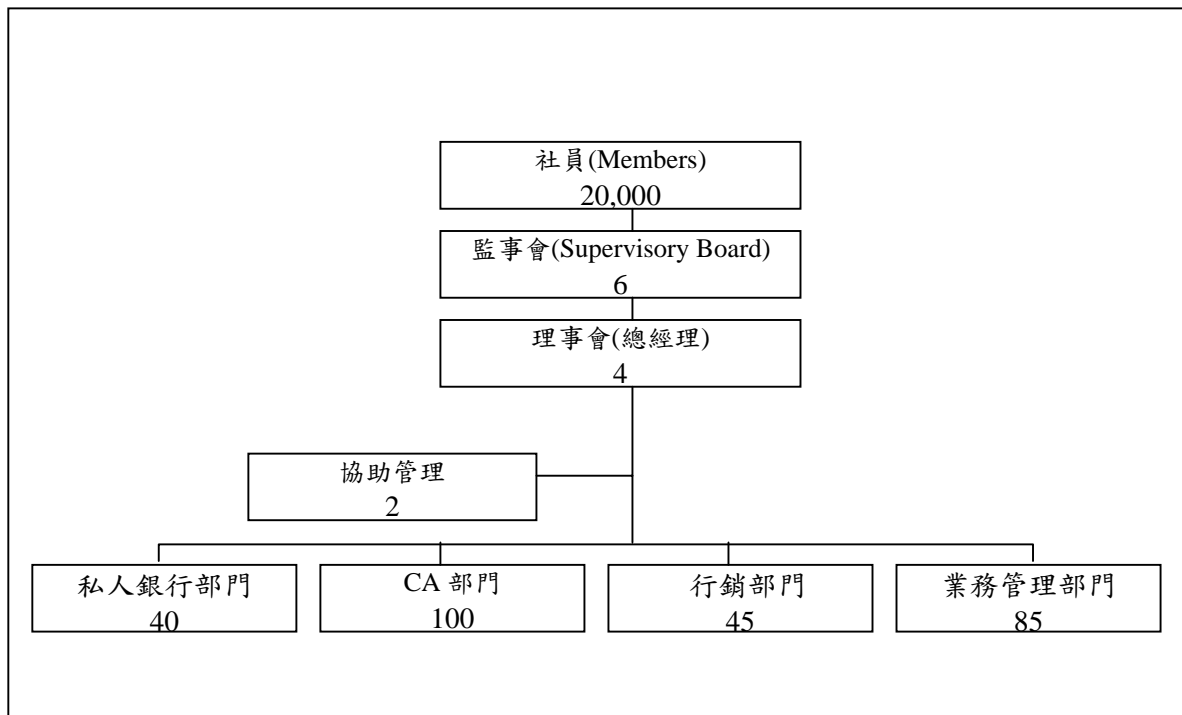 社員(Members)
20,000
監事會(Supervisory Board)
6
理事會(總經理)
4
協助管理
2
私人銀行部門
40
CA 部門
100
行銷部門
45
業務管理部門
85